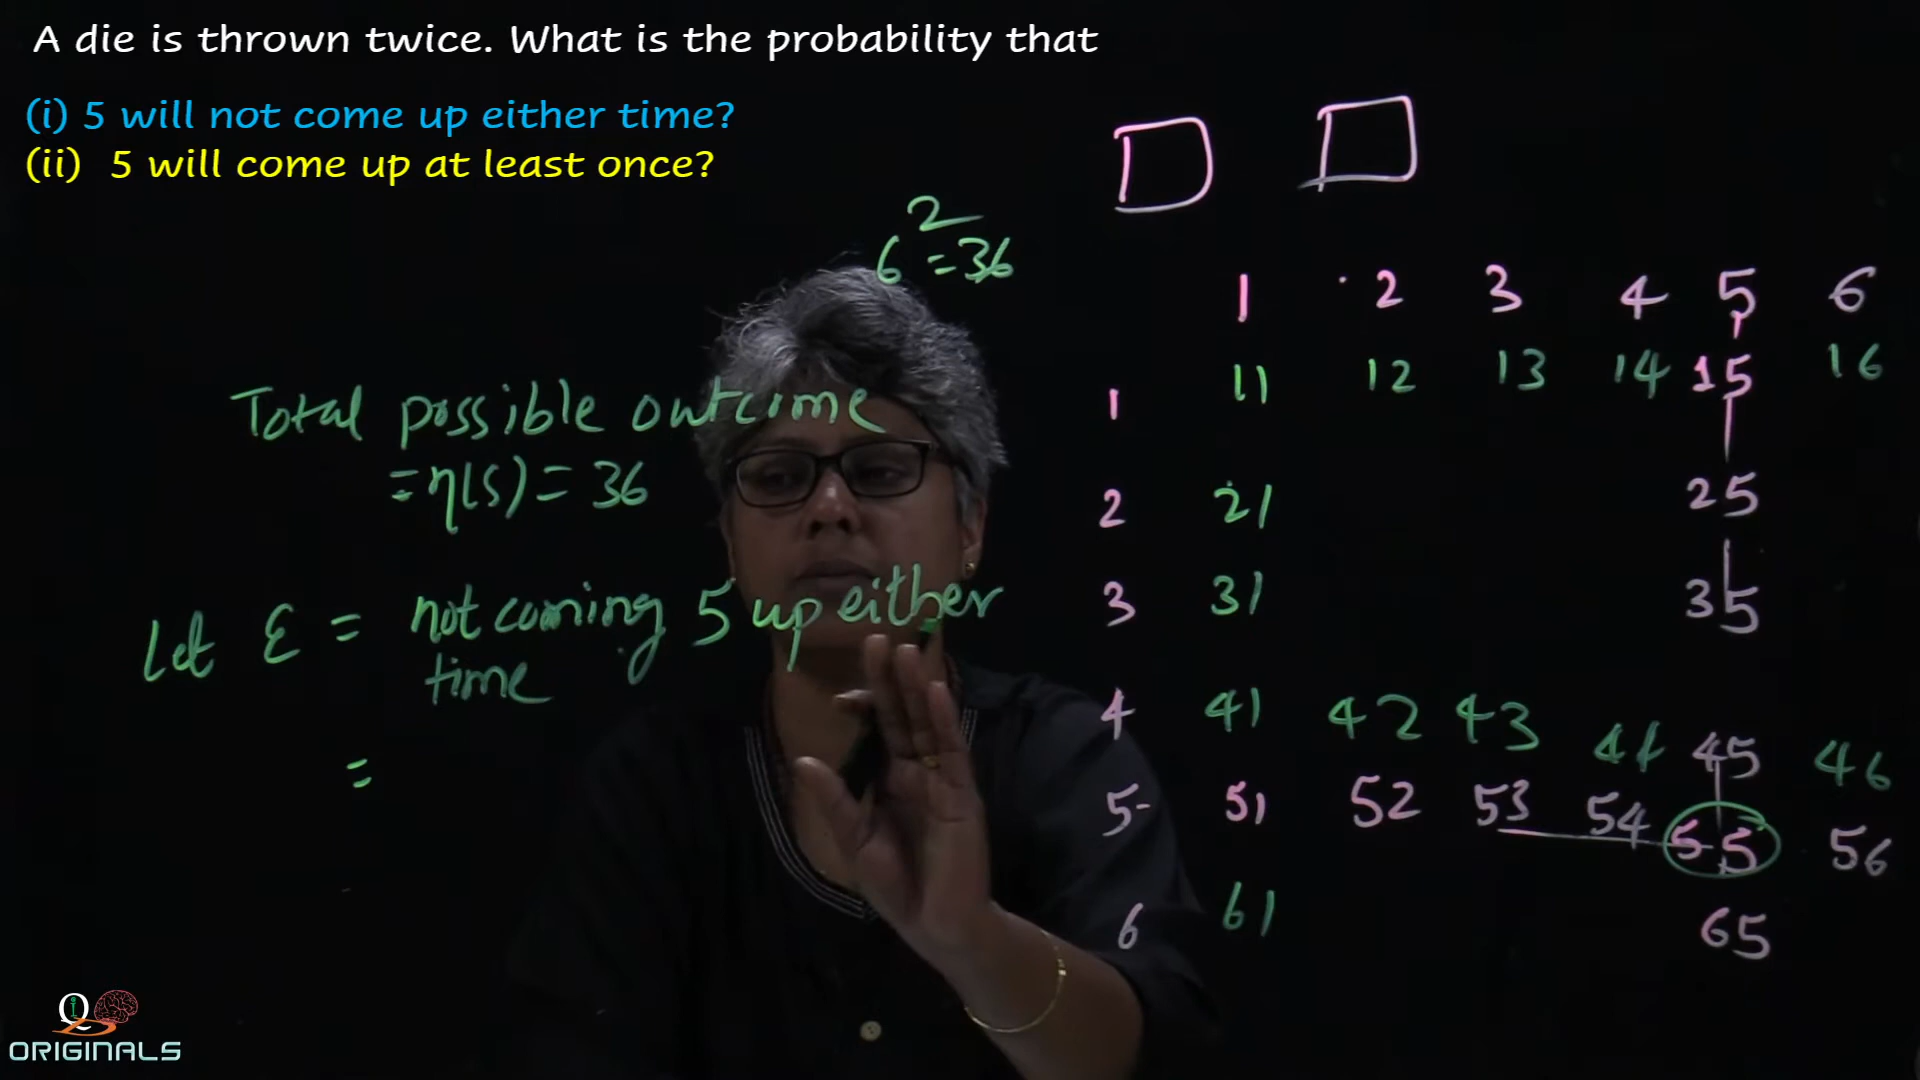 A die is thrown twice. What is the probability that
(i) 5 will not come up either time?
(ii) 5 will come up at least once?
6² = 36
Total possible outcome
= η(S) = 36
Let ε = not coming 5 up either
time
=
1 2 3 4 5 6
1 11 12 13 14 15 16
2 21 25
3 31 35
4 41 42 43 44 45 46
5 51 52 53 54 55 56
6 61 65
Qi
ORIGINALS